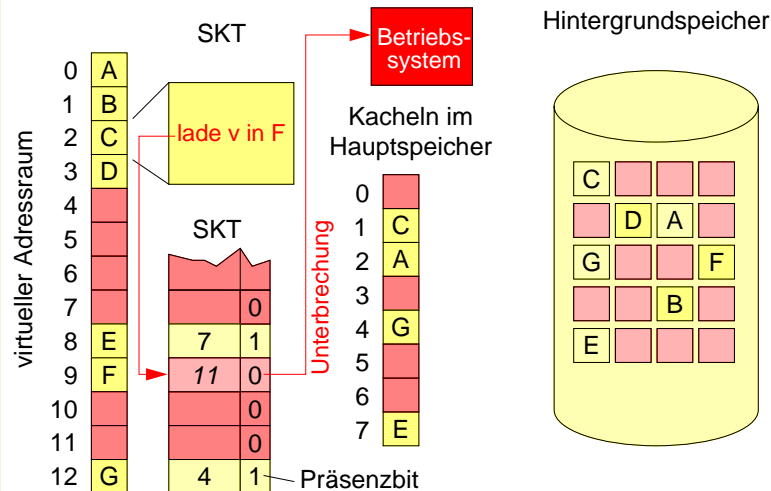 SKT
Betriebs-
system
Hintergrundspeicher
virtueller Adressraum
0 A
1 B
2 C
3 D
4
5
6
7
8 E
9 F
10
11
12 G
lade v in F
SKT
0
7 1
11 0
0
0
4 1
Präsenzbit
Unterbrechung
Kacheln im
Hauptspeicher
0
1 C
2 A
3
4 G
5
6
7 E
C
D A
G F
B
E